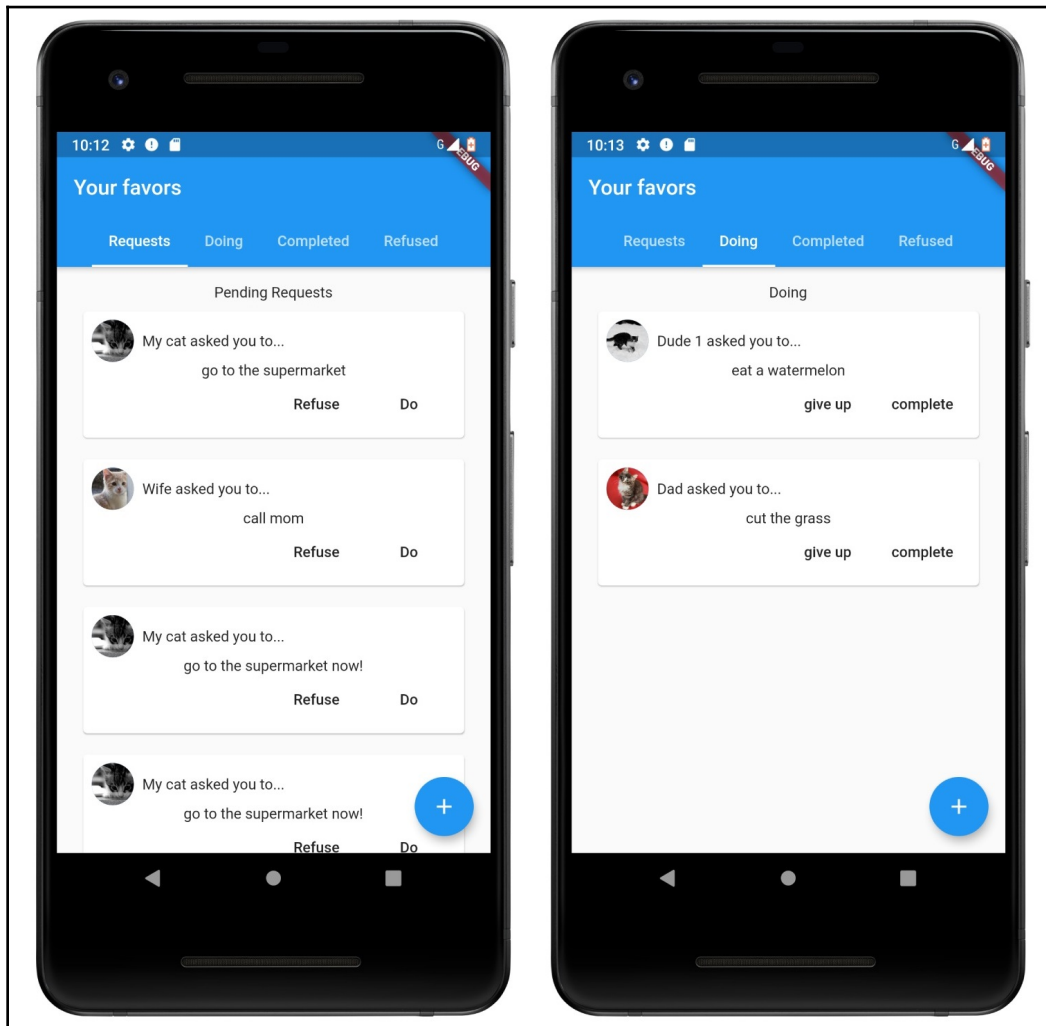 10:12
G
DEBUG
Your favors
Requests Doing Completed Refused
Pending Requests
My cat asked you to...
go to the supermarket
Refuse Do
Wife asked you to...
call mom
Refuse Do
My cat asked you to...
go to the supermarket now!
Refuse Do
My cat asked you to...
go to the supermarket now!
+
Refuse Do
10:13
G
EBUG
Your favors
Requests Doing Completed Refused
Doing
Dude 1 asked you to...
eat a watermelon
give up complete
Dad asked you to...
cut the grass
give up complete
+